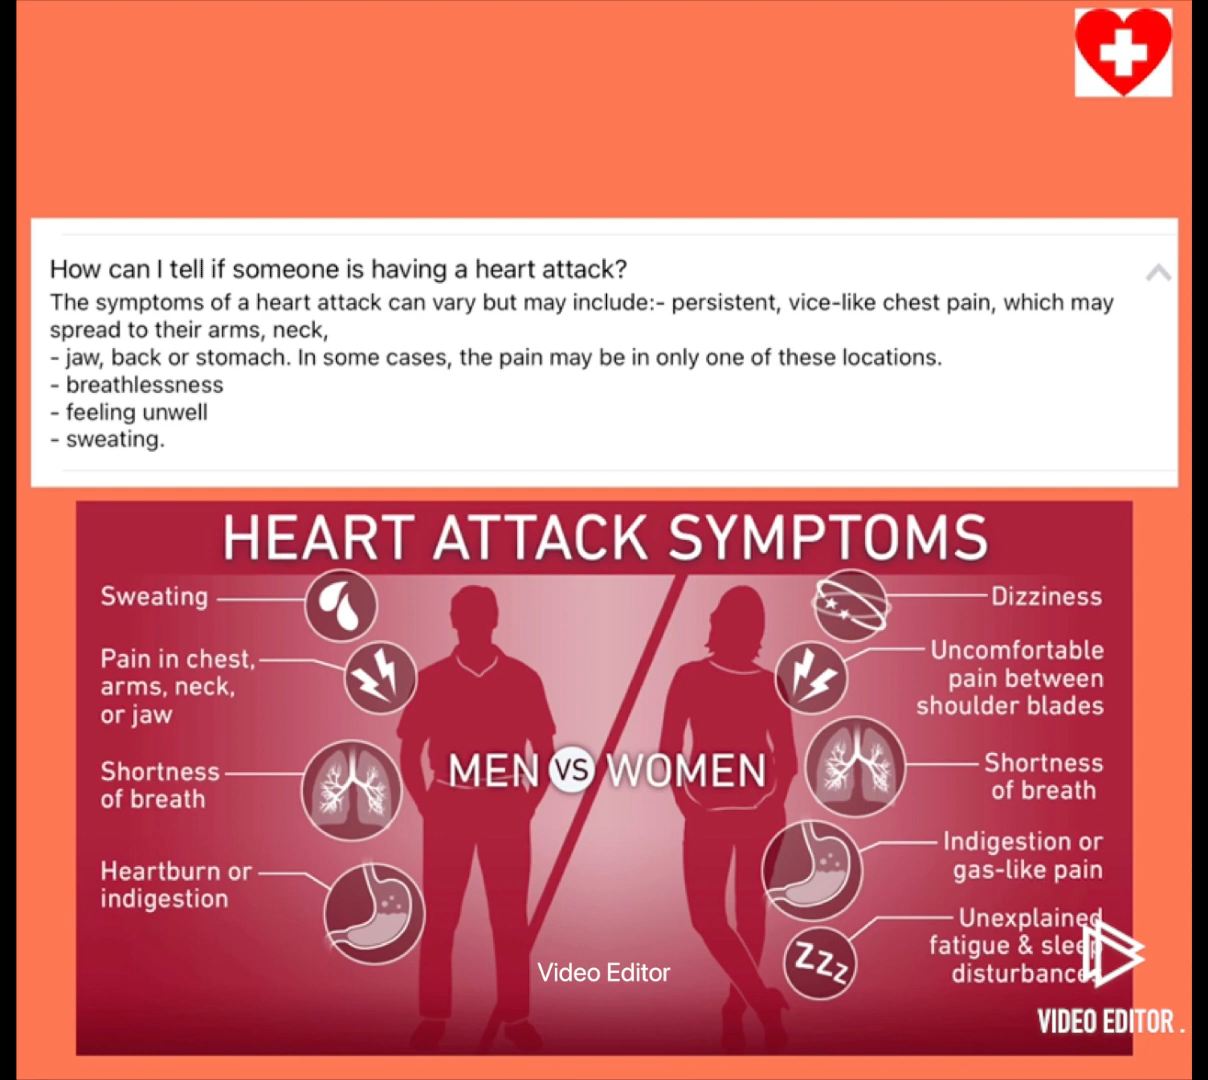 How can I tell if someone is having a heart attack?
The symptoms of a heart attack can vary but may include:- persistent, vice-like chest pain, which may
spread to their arms, neck,
- jaw, back or stomach. In some cases, the pain may be in only one of these locations.
- breathlessness
- feeling unwell
- sweating.
HEART ATTACK SYMPTOMS
Sweating
Pain in chest,
arms, neck,
or jaw
Shortness
of breath
Heartburn or
indigestion
MEN VS WOMEN
Dizziness
Uncomfortable
pain between
shoulder blades
Shortness
of breath
Indigestion or
gas-like pain
Unexplained
fatigue & sleep
disturbances
ZZZ
Video Editor
VIDEO EDITOR .